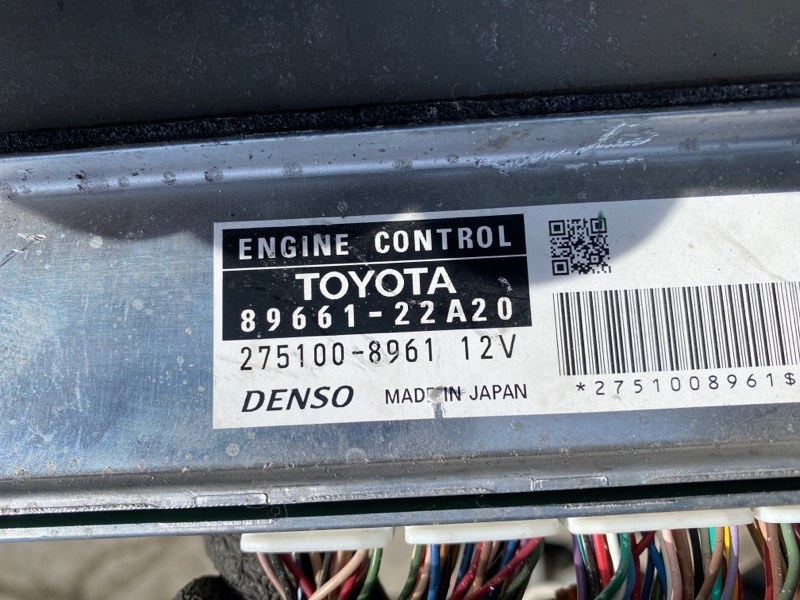 ENGINE CONTROL
TOYOTA
89661-22A20
275100-8961 12V
DENSO MADE IN JAPAN
*2751008961$